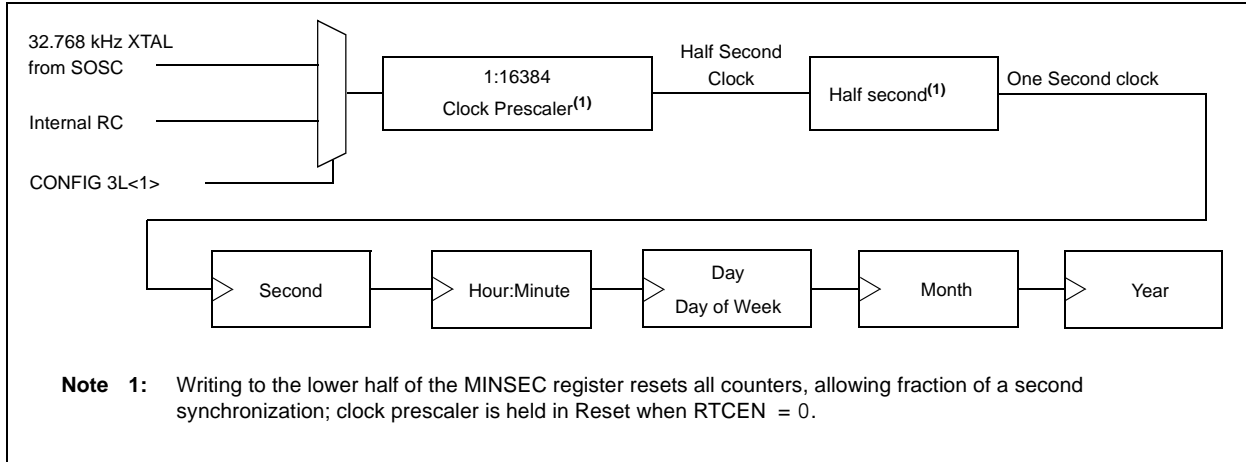 32.768 kHz XTAL
from SOSC
Internal RC
CONFIG 3L<1>
1:16384
Clock Prescaler(1)
Half Second
Clock
Half second(1)
One Second clock
Second
Hour:Minute
Day
Day of Week
Month
Year
Note 1: Writing to the lower half of the MINSEC register resets all counters, allowing fraction of a second
synchronization; clock prescaler is held in Reset when RTCEN = 0.